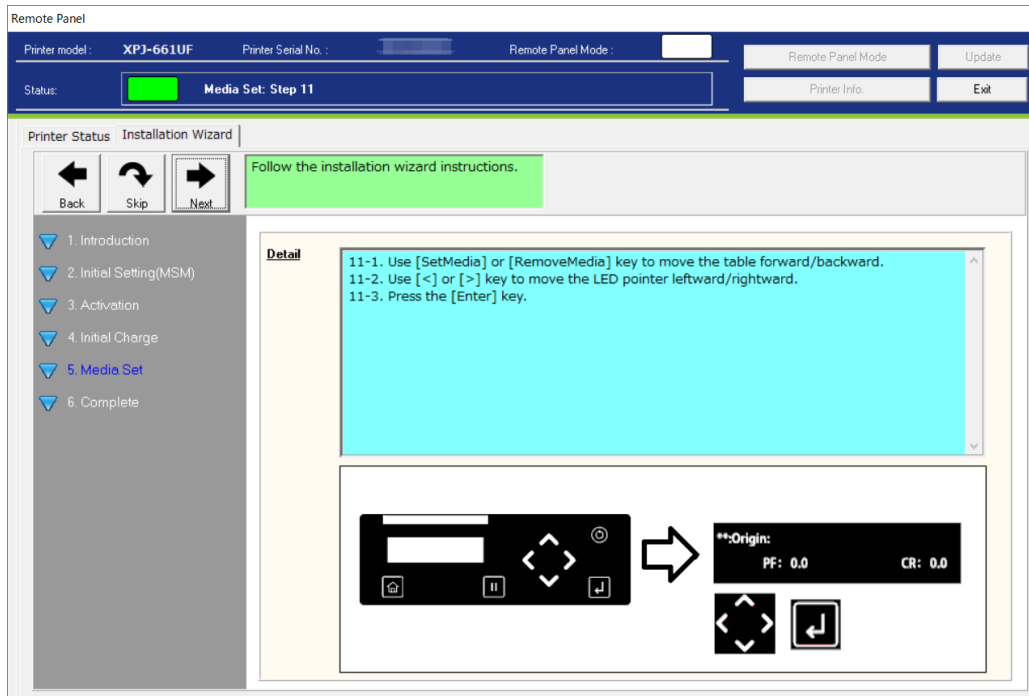 Remote Panel
Printer model : XPJ-661UF Printer Serial No. : Remote Panel Mode :
Remote Panel Mode Update
Status: Media Set: Step 11
Printer Info. Exit
Printer Status Installation Wizard
Back Skip Next
Follow the installation wizard instructions.
1. Introduction
2. Initial Setting(MSM)
3. Activation
4. Initial Charge
5. Media Set
6. Complete
Detail
11-1. Use [SetMedia] or [RemoveMedia] key to move the table forward/backward.
11-2. Use [<] or [>] key to move the LED pointer leftward/rightward.
11-3. Press the [Enter] key.
**:Origin:
PF: 0.0 CR: 0.0